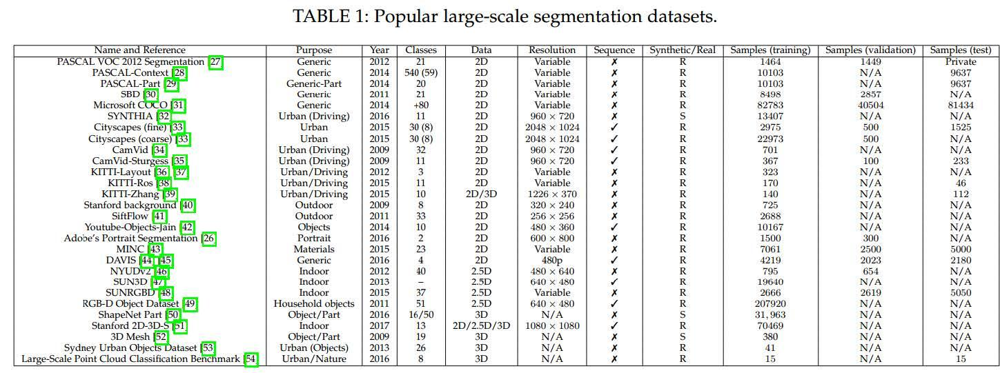 TABLE 1: Popular large-scale segmentation datasets.
Name and Reference Purpose Year Classes Data Resolution Sequence Synthetic/Real Samples (training) Samples (validation) Samples (test)
PASCAL VOC 2012 Segmentation [27] Generic 2012 21 2D Variable ✗ R 1464 1449 Private
PASCAL-Context [28] Generic 2014 540 (59) 2D Variable ✗ R 10103 N/A 9637
PASCAL-Part [29] Generic-Part 2014 20 2D Variable ✗ R 10103 N/A 9637
SBD [30] Generic 2011 21 2D Variable ✗ R 8498 2857 N/A
Microsoft COCO [31] Generic 2014 +80 2D Variable ✗ R 82783 40504 81434
SYNTHIA [32] Urban (Driving) 2016 11 2D 960 × 720 ✗ S 13407 N/A N/A
Cityscapes (fine) [33] Urban 2015 30 (8) 2D 2048 × 1024 ✓ R 2975 500 1525
Cityscapes (coarse) [33] Urban 2015 30 (8) 2D 2048 × 1024 ✓ R 22973 500 N/A
CamVid [34] Urban (Driving) 2009 32 2D 960 × 720 ✓ R 701 N/A N/A
CamVid-Sturgess [35] Urban (Driving) 2009 11 2D 960 × 720 ✓ R 367 100 233
KITTI-Layout [36] [37] Urban/Driving 2012 3 2D Variable ✗ R 323 N/A N/A
KITTI-Ros [38] Urban/Driving 2015 11 2D Variable ✗ R 170 N/A 46
KITTI-Zhang [39] Urban/Driving 2015 10 2D/3D 1226 × 370 ✗ R 140 N/A 112
Stanford background [40] Outdoor 2009 8 2D 320 × 240 ✗ R 725 N/A N/A
SiftFlow [41] Outdoor 2011 33 2D 256 × 256 ✗ R 2688 N/A N/A
Youtube-Objects-Jain [42] Objects 2014 10 2D 480 × 360 ✓ R 10167 N/A N/A
Adobe's Portrait Segmentation [26] Portrait 2016 2 2D 600 × 800 ✗ R 1500 300 N/A
MINC [43] Materials 2015 23 2D Variable ✗ R 7061 2500 5000
DAVIS [44] [45] Generic 2016 4 2D 480p ✓ R 4219 2023 2180
NYUDv2 [46] Indoor 2012 40 2.5D 480 × 640 ✗ R 795 654 N/A
SUN3D [47] Indoor 2013 – 2.5D 640 × 480 ✓ R 19640 N/A N/A
SUNRGBD [48] Indoor 2015 37 2.5D Variable ✗ R 2666 2619 5050
RGB-D Object Dataset [49] Household objects 2011 51 2.5D 640 × 480 ✓ R 207920 N/A N/A
ShapeNet Part [50] Object/Part 2016 16/50 3D N/A ✗ S 31,963 N/A N/A
Stanford 2D-3D-S [51] Indoor 2017 13 2D/2.5D/3D 1080 × 1080 ✓ R 70469 N/A N/A
3D Mesh [52] Object/Part 2009 19 3D N/A ✗ S 380 N/A N/A
Sydney Urban Objects Dataset [53] Urban (Objects) 2013 26 3D N/A ✗ R 41 N/A N/A
Large-Scale Point Cloud Classification Benchmark [54] Urban/Nature 2016 8 3D N/A ✗ R 15 N/A 15